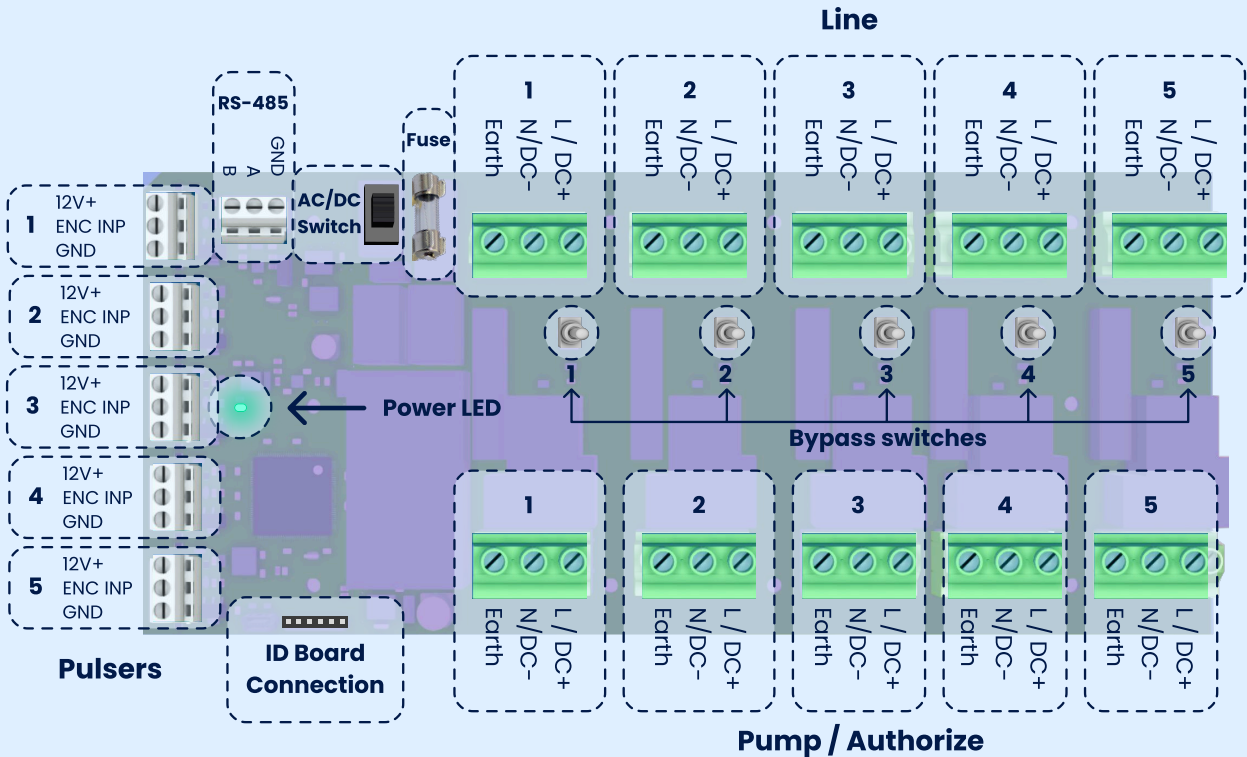 Line
1
Earth
N/DC-
L / DC+
2
Earth
N/DC-
L / DC+
3
Earth
N/DC-
L / DC+
4
Earth
N/DC-
L / DC+
5
Earth
N/DC-
L / DC+
RS-485
B
A
GND
AC/DC
Switch
Fuse
1
12V+
ENC INP
GND
2
12V+
ENC INP
GND
3
12V+
ENC INP
GND
4
12V+
ENC INP
GND
5
12V+
ENC INP
GND
Pulsers
Power LED
1
2
3
4
5
Bypass switches
ID Board
Connection
1
Earth
N/DC-
L / DC+
2
Earth
N/DC-
L / DC+
3
Earth
N/DC-
L / DC+
4
Earth
N/DC-
L / DC+
5
Earth
N/DC-
L / DC+
Pump / Authorize